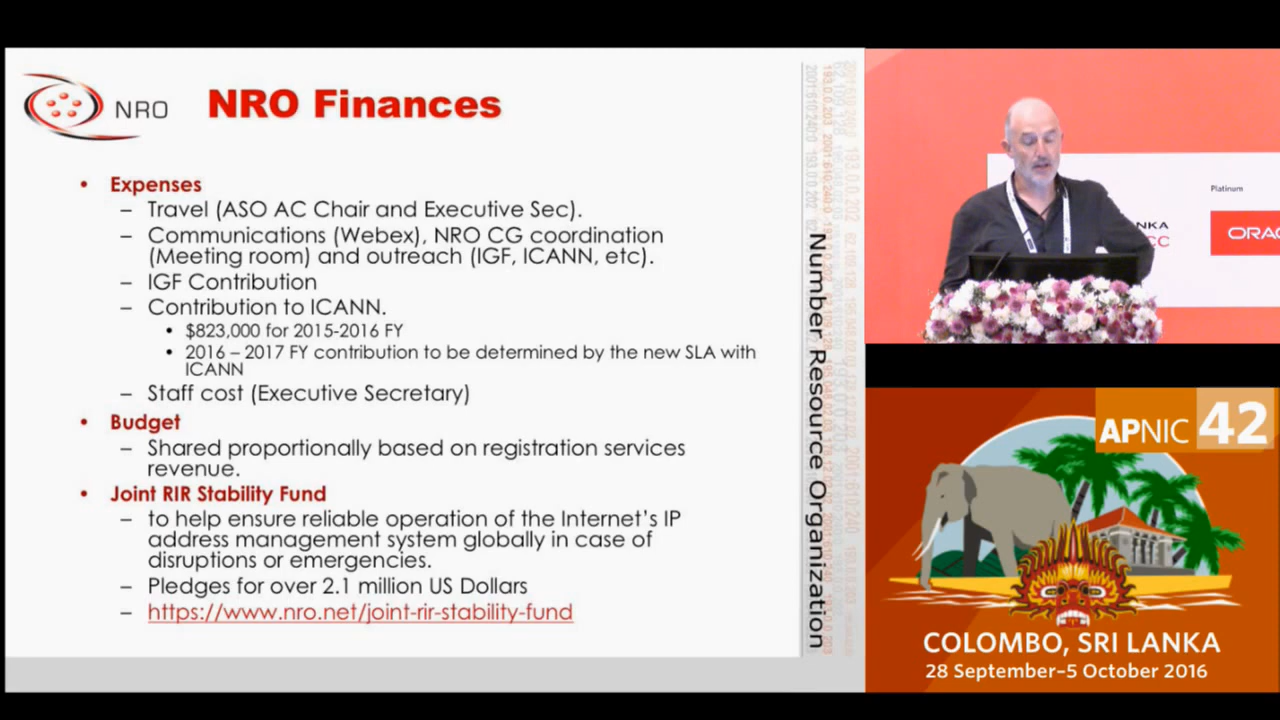 NRO
NRO Finances
• Expenses
– Travel (ASO AC Chair and Executive Sec).
– Communications (Webex), NRO CG coordination
(Meeting room) and outreach (IGF, ICANN, etc).
– IGF Contribution
– Contribution to ICANN.
• $823,000 for 2015-2016 FY
• 2016 – 2017 FY contribution to be determined by the new SLA with
ICANN
– Staff cost (Executive Secretary)
• Budget
– Shared proportionally based on registration services
revenue.
• Joint RIR Stability Fund
– to help ensure reliable operation of the Internet's IP
address management system globally in case of
disruptions or emergencies.
– Pledges for over 2.1 million US Dollars
– https://www.nro.net/joint-rir-stability-fund
Number Resource Organization
Platinum
NKA
CC
ORAC
APNIC 42
COLOMBO, SRI LANKA
28 September–5 October 2016